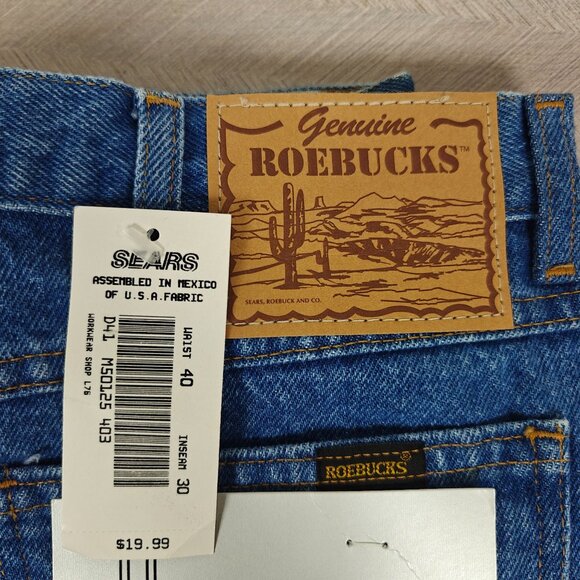 Genuine
ROEBUCKS™
SEARS, ROEBUCK AND CO.
SEARS
ASSEMBLED IN MEXICO
OF U.S.A. FABRIC
WORKWEAR SHOP L76
D41 M50125 403
WAIST 40 INSEAM 30
$19.99
ROEBUCKS®